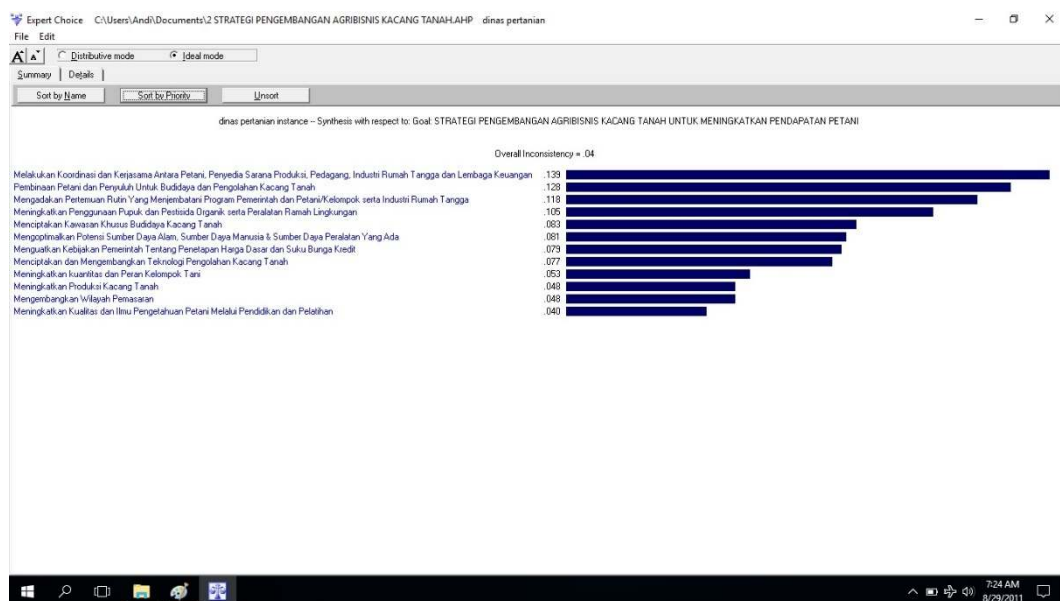 Expert Choice C:\Users\Andi\Documents\2 STRATEGI PENGEMBANGAN AGRIBISNIS KACANG TANAH.AHP dinas pertanian
File Edit
A A Distributive mode Ideal mode
Summary Details
Sort by Name Sort by Priority Unsort
dinas pertanian instance -- Synthesis with respect to: Goal: STRATEGI PENGEMBANGAN AGRIBISNIS KACANG TANAH UNTUK MENINGKATKAN PENDAPATAN PETANI
Overall Inconsistency = .04
Melakukan Koordinasi dan Kerjasama Antara Petani, Penyedia Sarana Produksi, Pedagang, Industri Rumah Tangga dan Lembaga Keuangan .139
Pembinaan Petani dan Penyuluh Untuk Budidaya dan Pengolahan Kacang Tanah .128
Mengadakan Pertemuan Rutin Yang Menjembatani Program Pemerintah dan Petani/Kelompok serta Industri Rumah Tangga .118
Meningkatkan Penggunaan Pupuk dan Pestisida Organik serta Peralatan Ramah Lingkungan .105
Menciptakan Kawasan Khusus Budidaya Kacang Tanah .083
Mengoptimalkan Potensi Sumber Daya Alam, Sumber Daya Manusia & Sumber Daya Peralatan Yang Ada .081
Menguatkan Kebijakan Pemerintah Tentang Penetapan Harga Dasar dan Suku Bunga Kredit .079
Menciptakan dan Mengembangkan Teknologi Pengolahan Kacang Tanah .077
Meningkatkan kuantitas dan Peran Kelompok Tani .053
Meningkatkan Produksi Kacang Tanah .048
Mengembangkan Wilayah Pemasaran .048
Meningkatkan Kualitas dan Ilmu Pengetahuan Petani Melalui Pendidikan dan Pelatihan .040
7:24 AM
8/29/2011